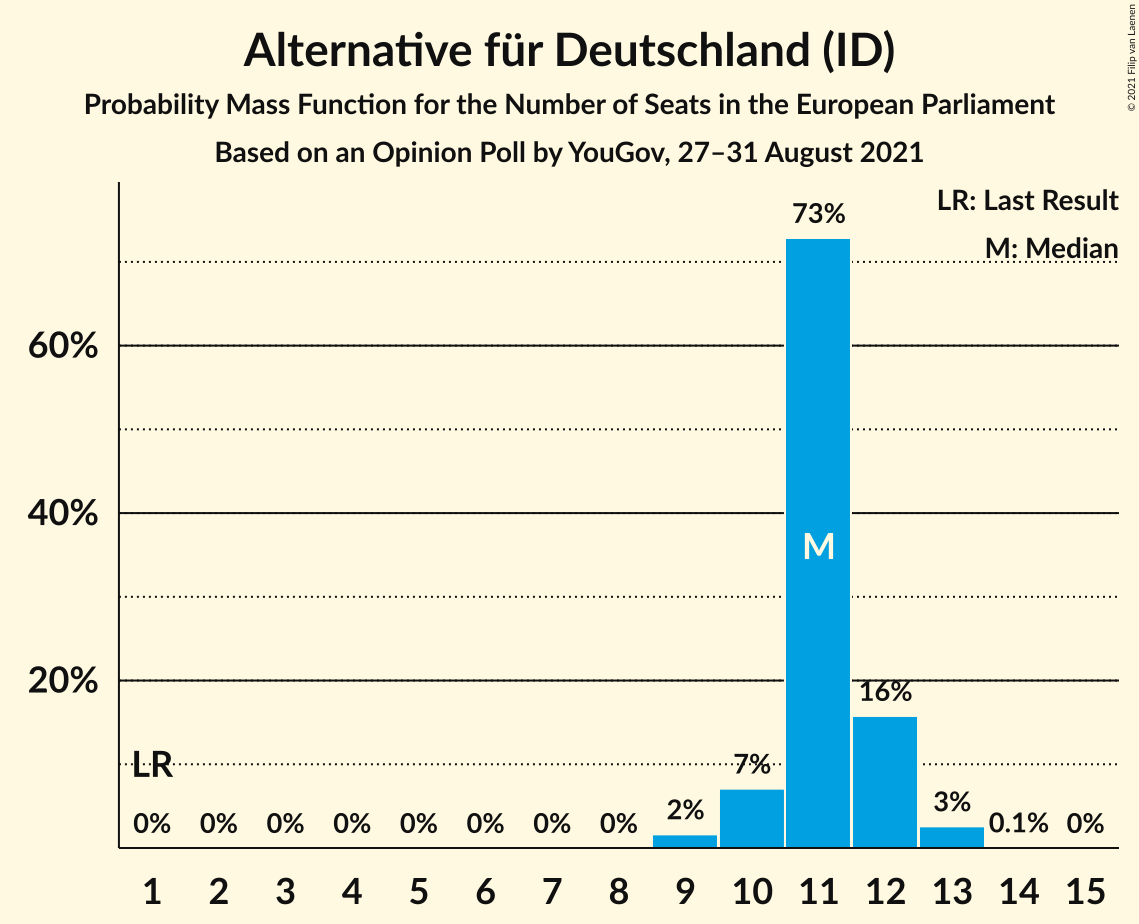 Alternative für Deutschland (ID)
Probability Mass Function for the Number of Seats in the European Parliament
Based on an Opinion Poll by YouGov, 27–31 August 2021
© 2021 Filip van Laenen
LR: Last Result
M: Median
73%
60%
40%
M
20%
16%
LR
7%
0% 0% 0% 0% 0% 0% 0% 0% 2% 3% 0.1% 0%
1 2 3 4 5 6 7 8 9 10 11 12 13 14 15